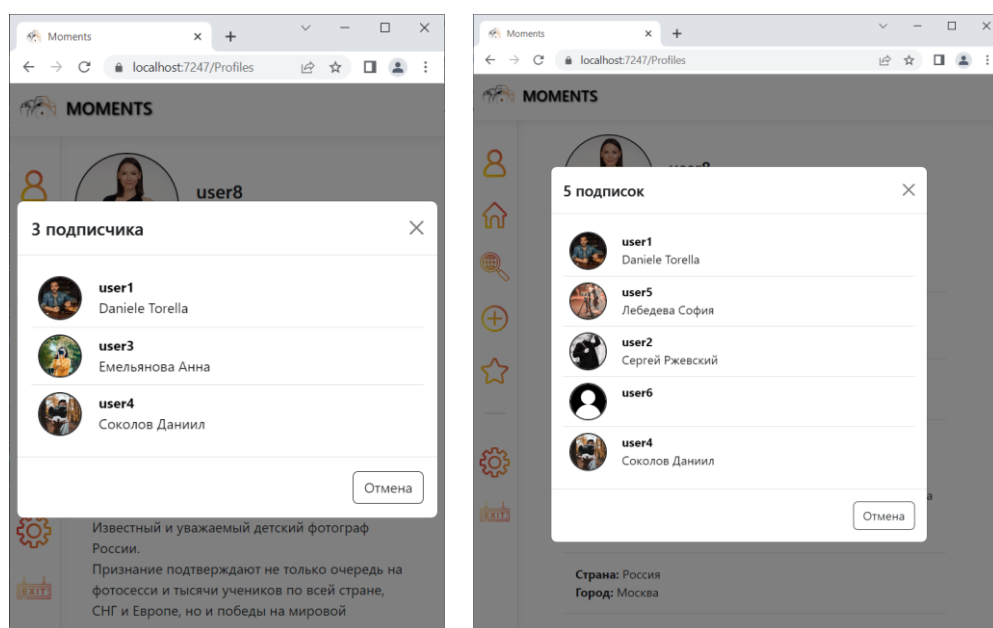 Moments
localhost:7247/Profiles
MOMENTS
user8
3 подписчика
user1
Daniele Torella
user3
Емельянова Анна
user4
Соколов Даниил
Отмена
Известный и уважаемый детский фотограф
России.
Признание подтверждают не только очередь на
фотосесси и тысячи учеников по всей стране,
СНГ и Европе, но и победы на мировой
EXIT
Moments
localhost:7247/Profiles
MOMENTS
5 подписок
user1
Daniele Torella
user5
Лебедева София
user2
Сергей Ржевский
user6
user4
Соколов Даниил
Отмена
а
EXIT
Страна: Россия
Город: Москва